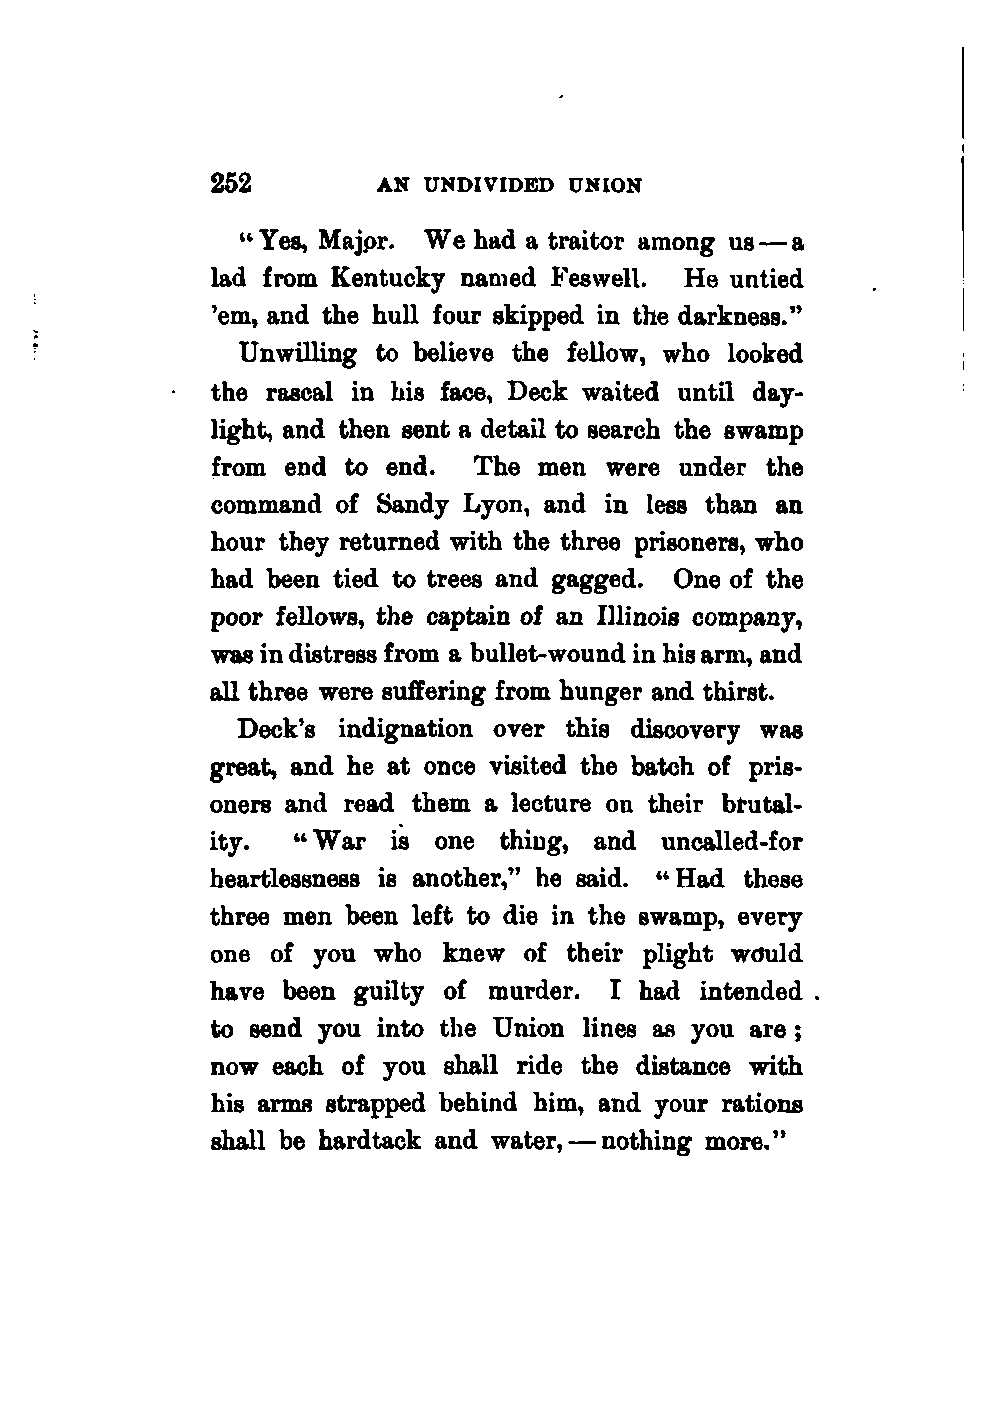 252 AN UNDIVIDED UNION
“Yes, Major. We had a traitor among us—a
lad from Kentucky named Feswell. He untied
’em, and the hull four skipped in the darkness.”
Unwilling to believe the fellow, who looked
the rascal in his face, Deck waited until day-
light, and then sent a detail to search the swamp
from end to end. The men were under the
command of Sandy Lyon, and in less than an
hour they returned with the three prisoners, who
had been tied to trees and gagged. One of the
poor fellows, the captain of an Illinois company,
was in distress from a bullet-wound in his arm, and
all three were suffering from hunger and thirst.
Deck’s indignation over this discovery was
great, and he at once visited the batch of pris-
oners and read them a lecture on their brutal-
ity. “War is one thing, and uncalled-for
heartlessness is another,” he said. “Had these
three men been left to die in the swamp, every
one of you who knew of their plight would
have been guilty of murder. I had intended
to send you into the Union lines as you are;
now each of you shall ride the distance with
his arms strapped behind him, and your rations
shall be hardtack and water,—nothing more.”